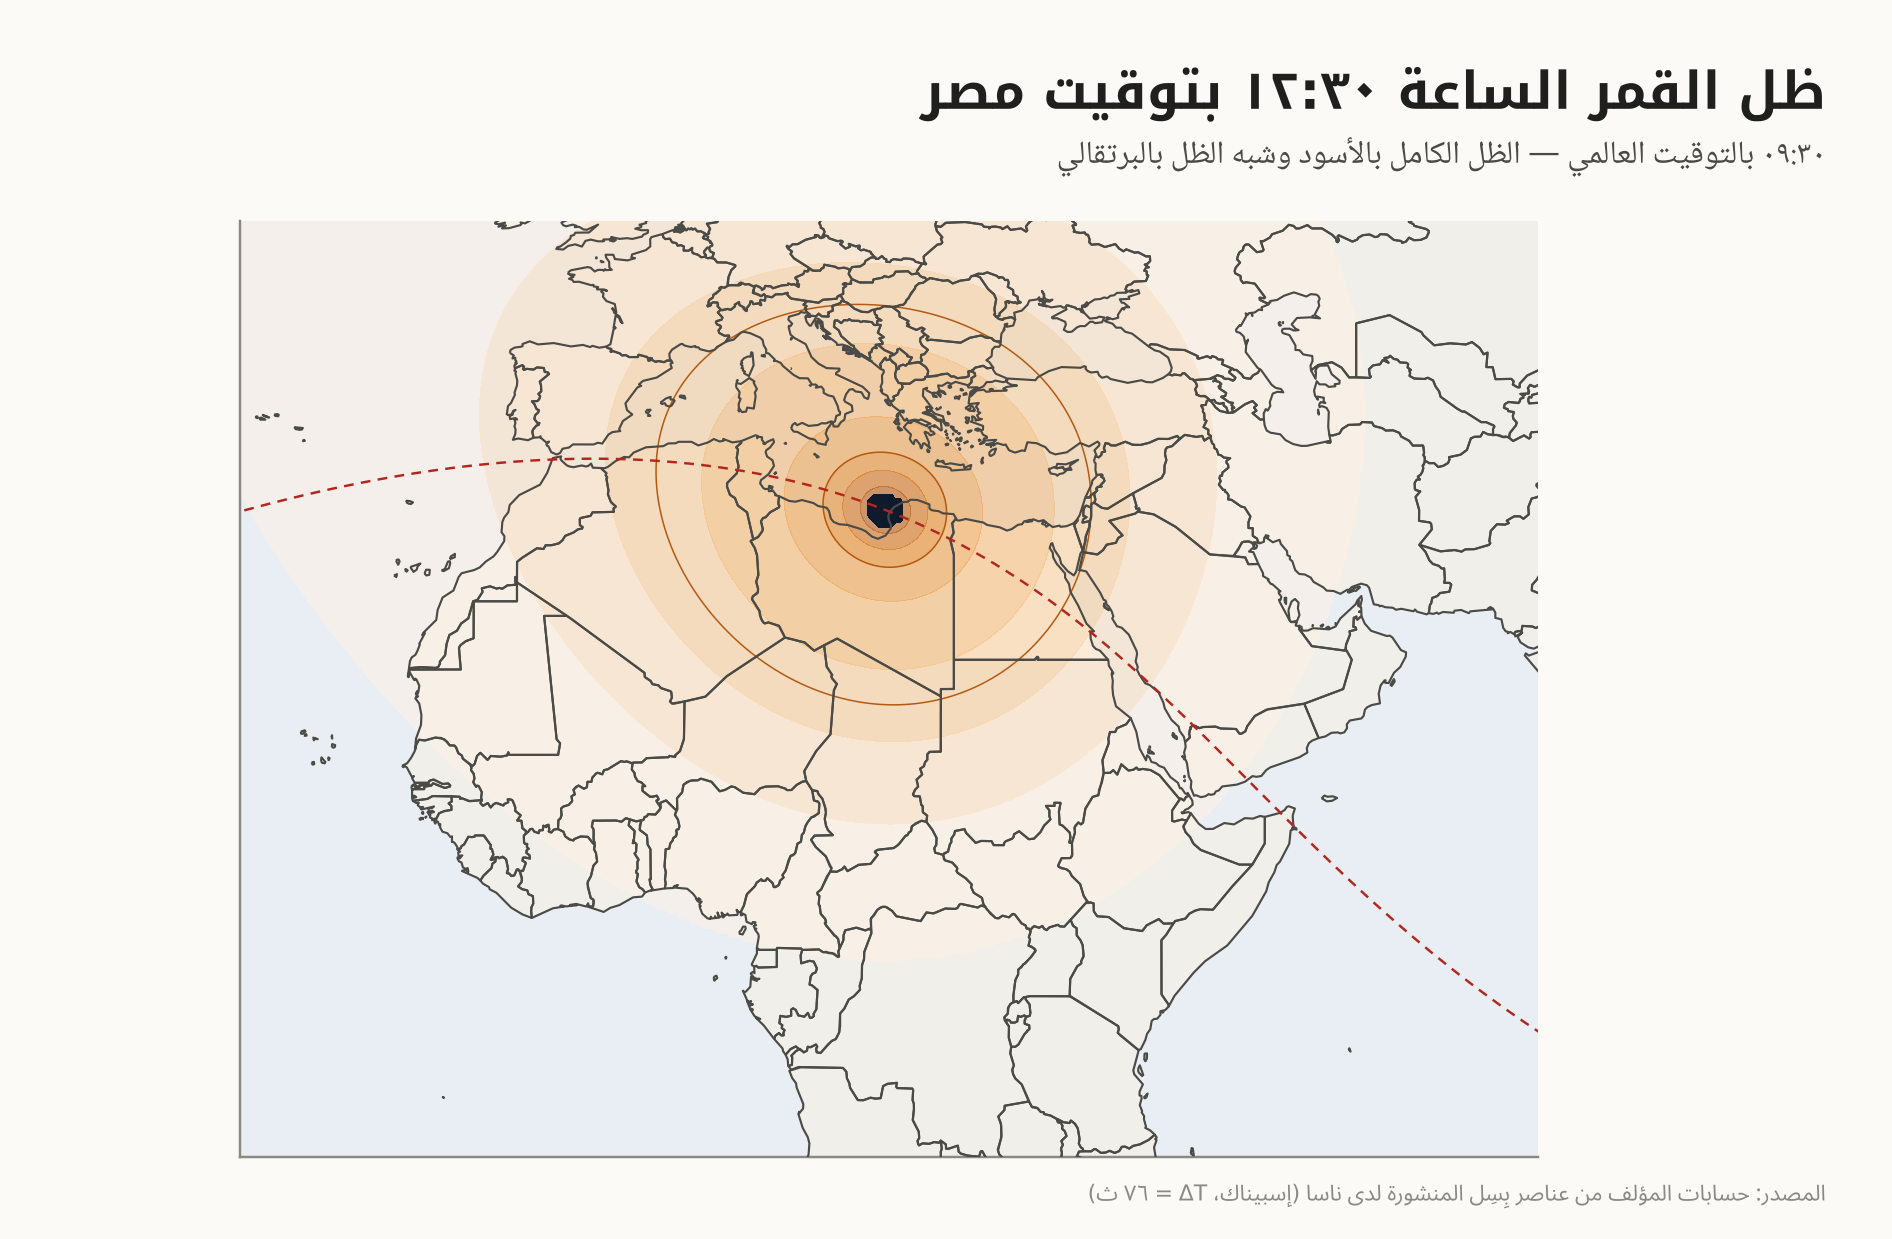 ظل القمر الساعة ١٢:٣٠ بتوقيت مصر
٠٩:٣٠ بالتوقيت العالمي — الظل الكامل بالأسود وشبه الظل بالبرتقالي
المصدر: حسابات المؤلف من عناصر بِسِل المنشورة لدى ناسا (إسبيناك، ΔT = ٧٦ ث)